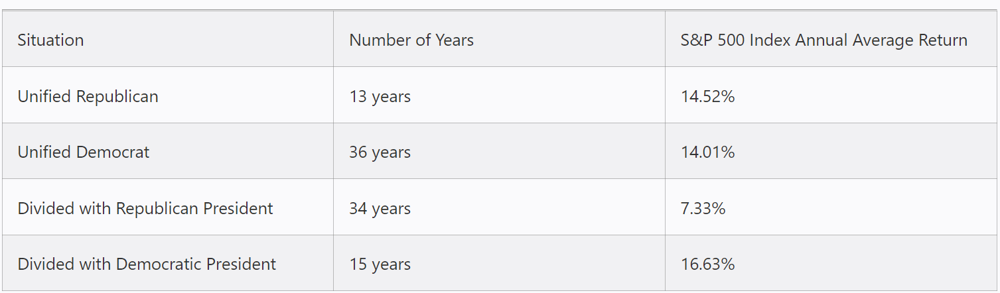 Situation Number of Years S&P 500 Index Annual Average Return
Unified Republican 13 years 14.52%
Unified Democrat 36 years 14.01%
Divided with Republican President 34 years 7.33%
Divided with Democratic President 15 years 16.63%